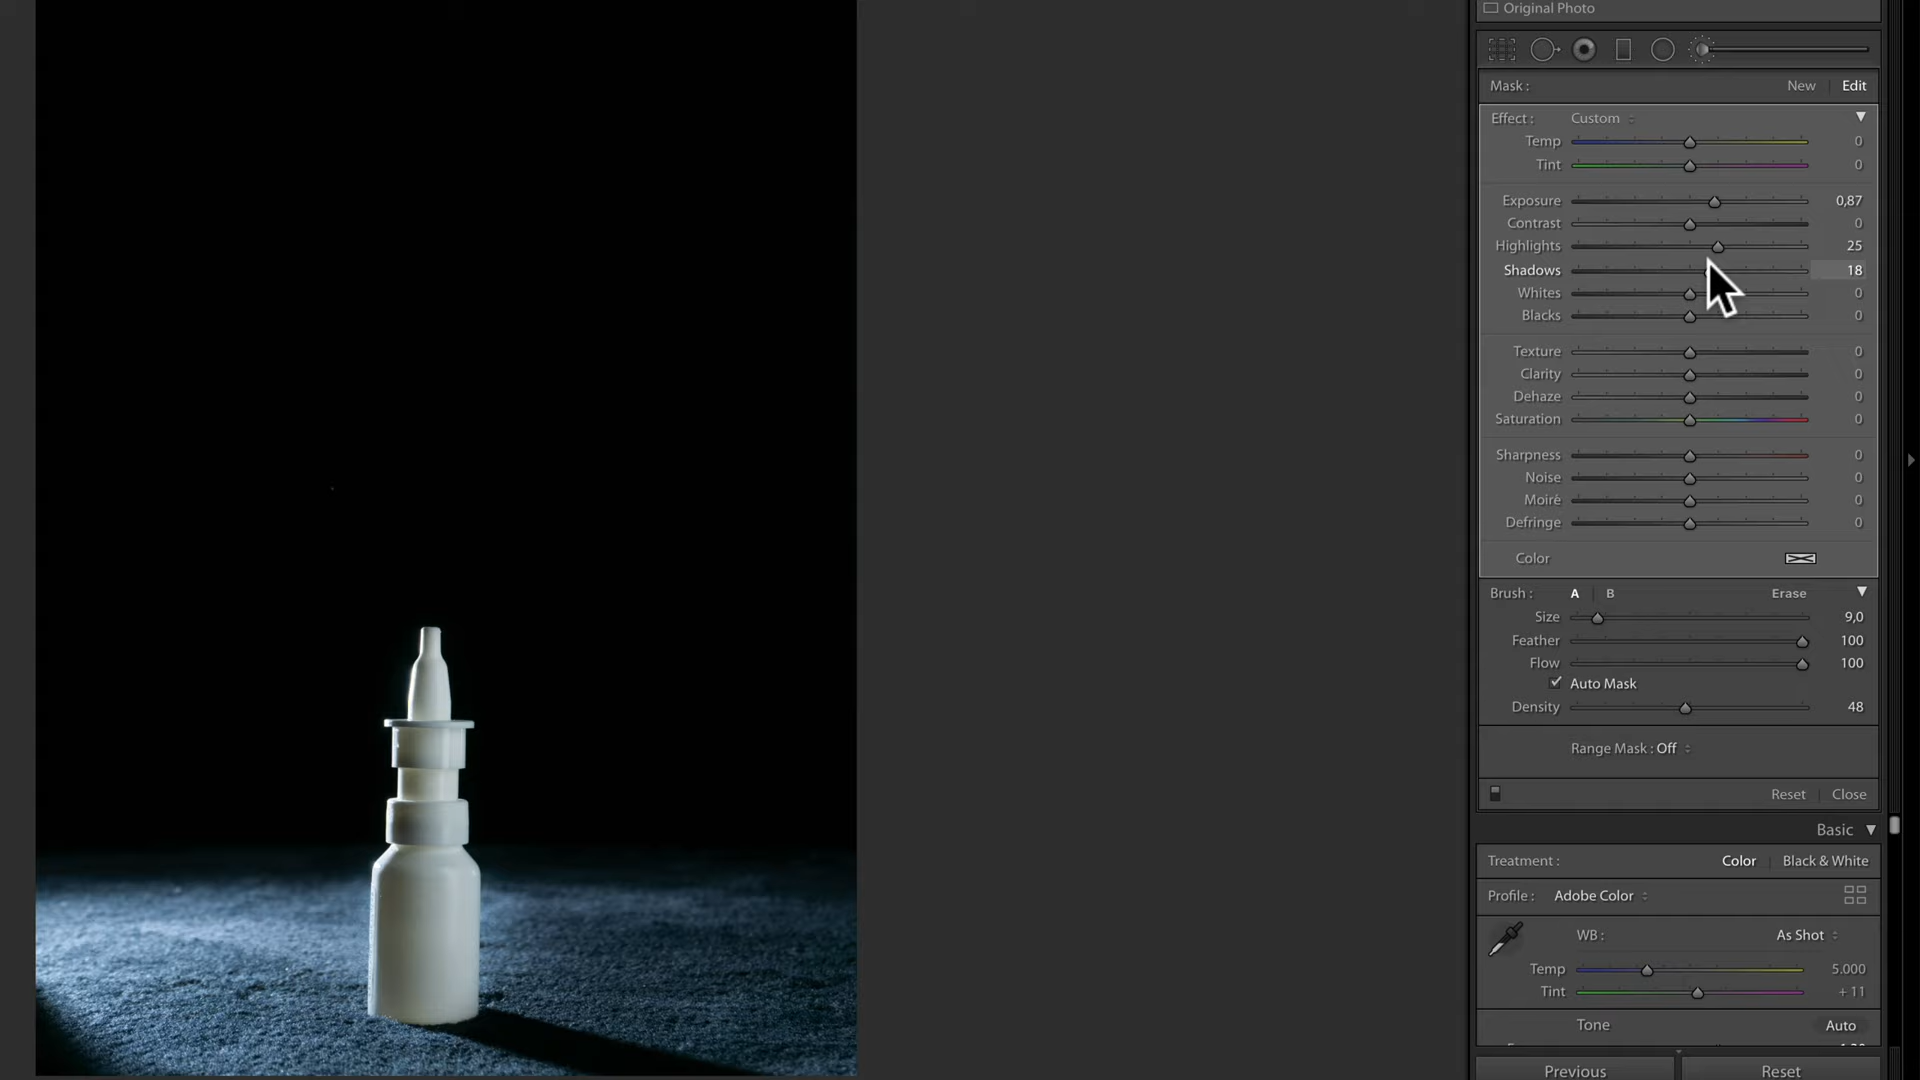 Original Photo
Mask : New Edit
Effect : Custom
Temp 0
Tint 0
Exposure 0,87
Contrast 0
Highlights 25
Shadows 18
Whites 0
Blacks 0
Texture 0
Clarity 0
Dehaze 0
Saturation 0
Sharpness 0
Noise 0
Moiré 0
Defringe 0
Color
Brush : A B Erase
Size 9,0
Feather 100
Flow 100
Auto Mask
Density 48
Range Mask : Off
Reset Close
Basic
Treatment : Color Black & White
Profile : Adobe Color
WB : As Shot
Temp 5.000
Tint + 11
Tone Auto
Previous Reset